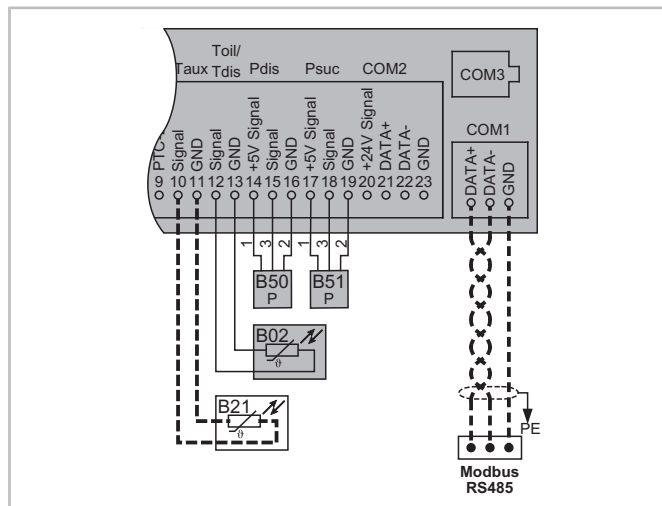 Toil/
Taux Tdis Pdis Psuc COM2
COM3
COM1
PTC
Signal
GND
Signal
GND
+5V Signal
Signal
GND
+5V Signal
Signal
GND
+24V Signal
DATA+
DATA-
GND
DATA+
DATA-
GND
9 10 11 12 13 14 15 16 17 18 19 20 21 22 23
1 3 2 1 3 2
B50 B51
P P
B02
ϑ
B21
ϑ
PE
Modbus
RS485